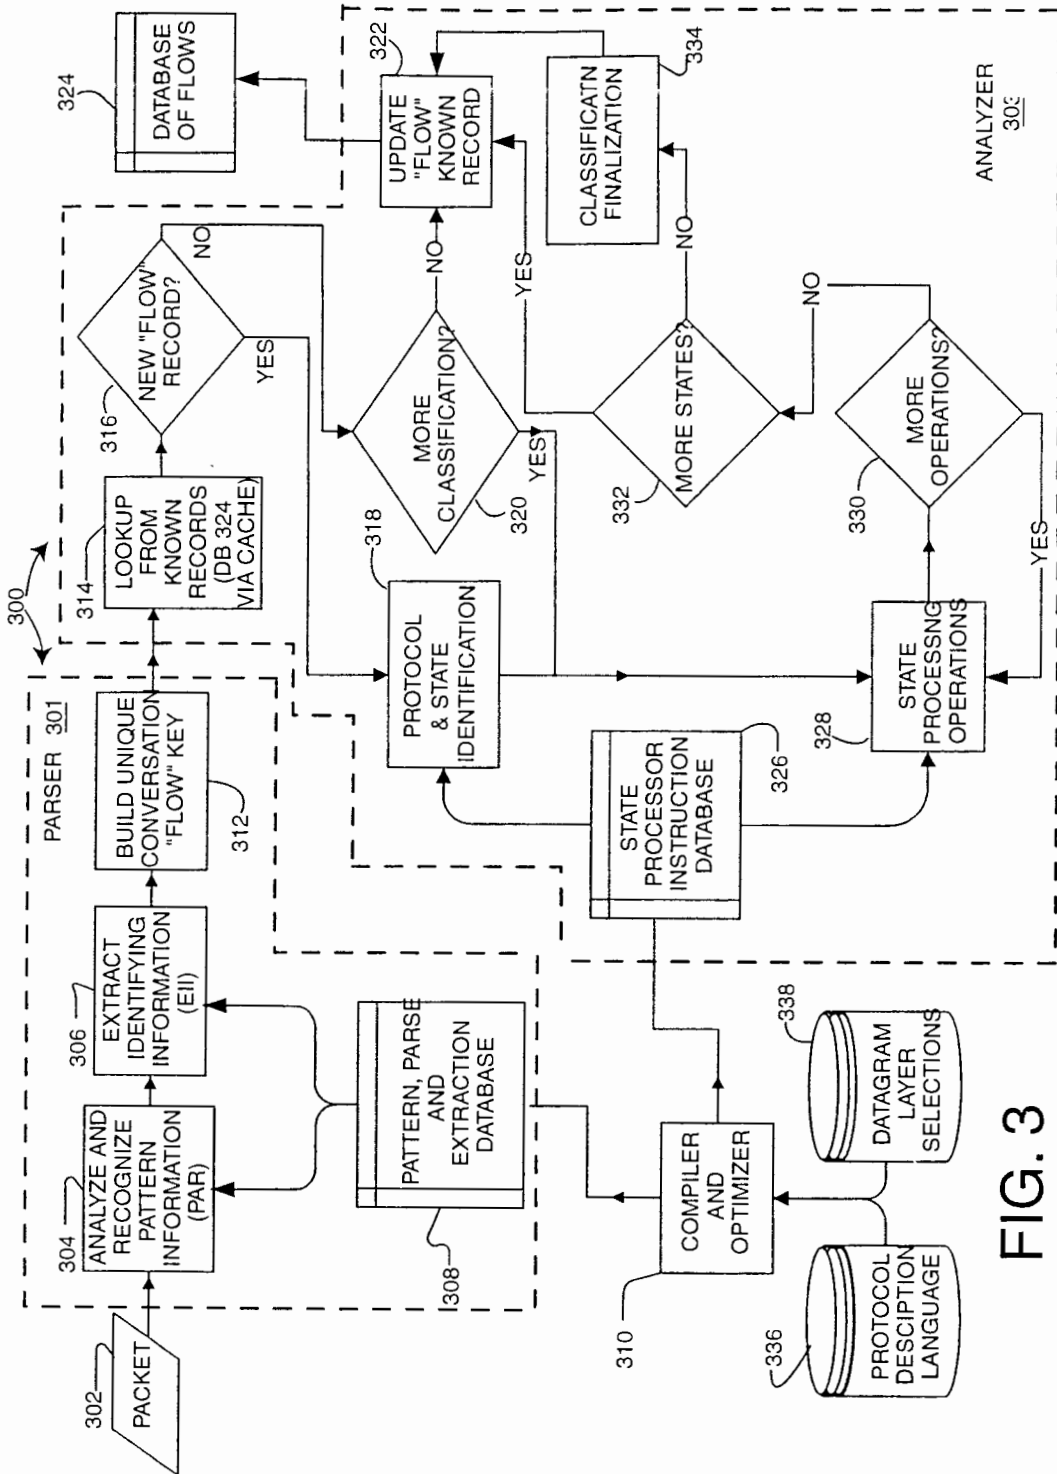 300
PARSER 301
302
PACKET
304
ANALYZE AND
RECOGNIZE
PATTERN
INFORMATION
(PAR)
306
EXTRACT
IDENTIFYING
INFORMATION
(EII)
BUILD UNIQUE
CONVERSATION
"FLOW" KEY
312
314
LOOKUP
FROM
KNOWN
RECORDS
(DB 324
VIA CACHE)
316
NEW "FLOW"
RECORD?
NO
YES
324
DATABASE
OF FLOWS
PATTERN, PARSE
AND
EXTRACTION
DATABASE
308
318
PROTOCOL
& STATE
IDENTIFICATION
MORE
CLASSIFICATION?
320
YES
NO
322
UPDATE
"FLOW"
KNOWN
RECORD
310
COMPILER
AND
OPTIMIZER
STATE
PROCESSOR
INSTRUCTION
DATABASE
326
332
MORE STATES?
YES
NO
CLASSIFICATN
FINALIZATION
334
328
STATE
PROCESSNG
OPERATIONS
330
MORE
OPERATIONS?
NO
YES
336
PROTOCOL
DESCIPTION
LANGUAGE
338
DATAGRAM
LAYER
SELECTIONS
ANALYZER
303
FIG. 3